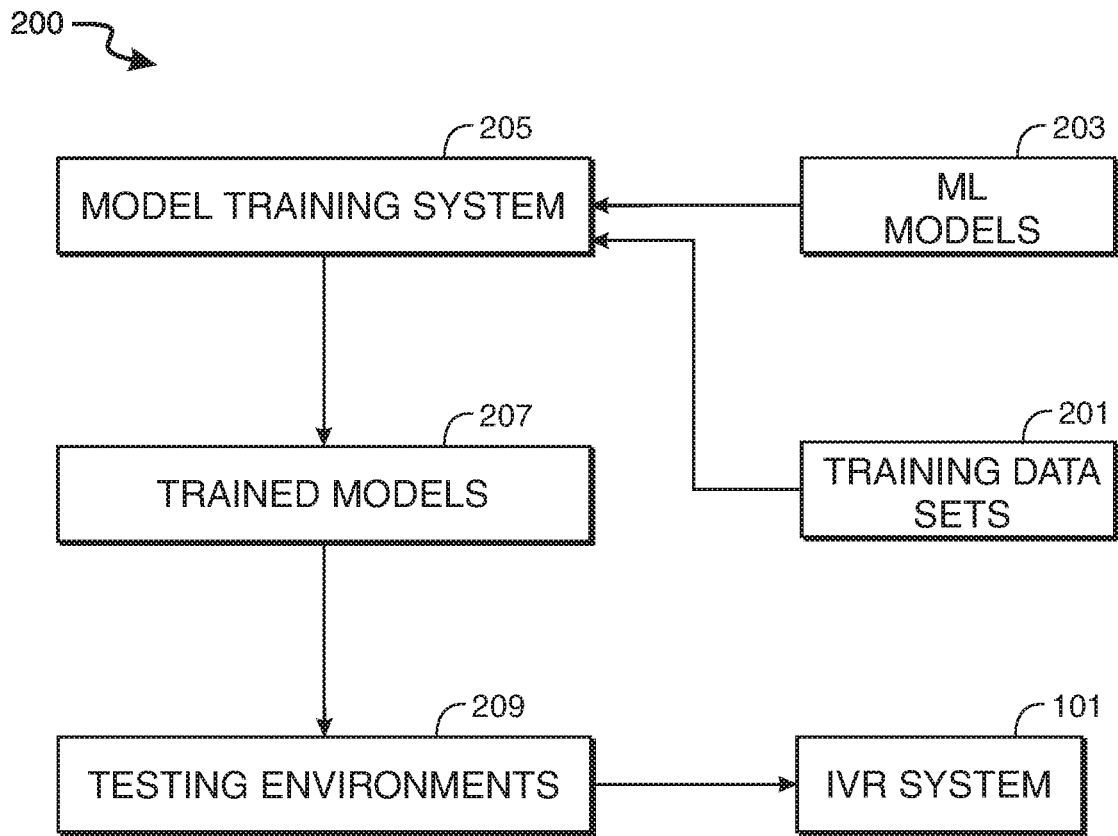 200
205
MODEL TRAINING SYSTEM
203
ML
MODELS
207
TRAINED MODELS
201
TRAINING DATA
SETS
209
TESTING ENVIRONMENTS
101
IVR SYSTEM